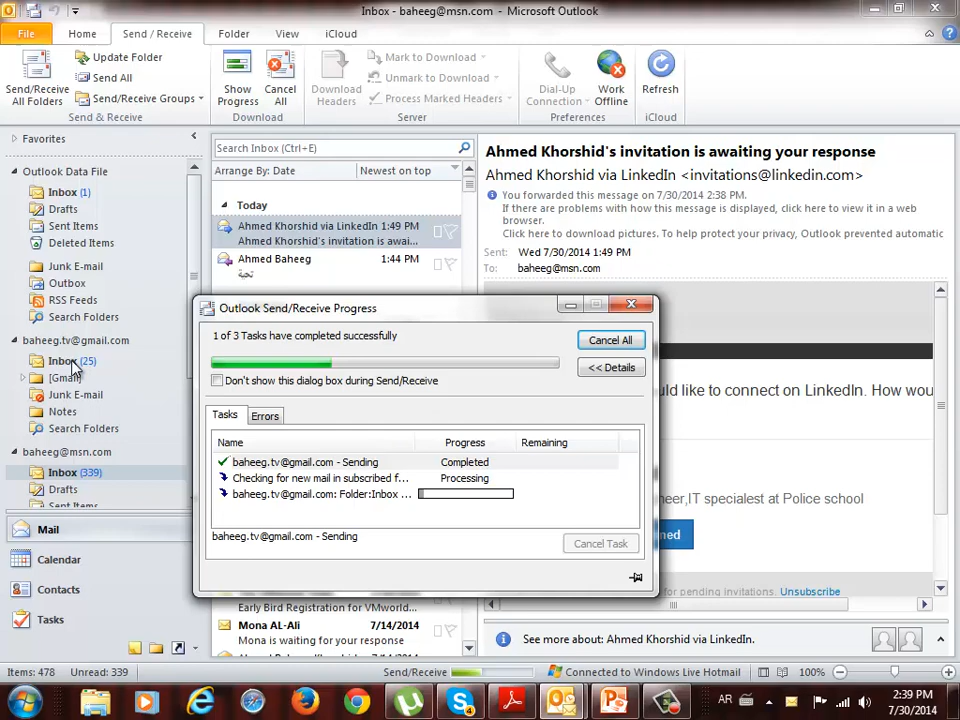 Inbox - baheeg@msn.com - Microsoft Outlook
File Home Send / Receive Folder View iCloud
Send/Receive All Folders
Update Folder
Send All
Send/Receive Groups
Send & Receive
Show Progress
Cancel All
Download
Download Headers
Mark to Download
Unmark to Download
Process Marked Headers
Server
Dial-Up Connection
Work Offline
Preferences
Refresh
iCloud
Favorites
Outlook Data File
Inbox (1)
Drafts
Sent Items
Deleted Items
Junk E-mail
Outbox
RSS Feeds
Search Folders
baheeg.tv@gmail.com
Inbox (25)
[Gmail]
Junk E-mail
Notes
Search Folders
baheeg@msn.com
Inbox (339)
Drafts
Sent Items
Mail
Calendar
Contacts
Tasks
Search Inbox (Ctrl+E)
Arrange By: Date Newest on top
Today
Ahmed Khorshid via LinkedIn 1:49 PM
Ahmed Khorshid's invitation is awai...
Ahmed Baheeg 1:44 PM
تحية
Early Bird Registration for VMworld...
Mona AL-Ali 7/14/2014
Mona is waiting for your response
Ahmed Khorshid's invitation is awaiting your response
Ahmed Khorshid via LinkedIn <invitations@linkedin.com>
You forwarded this message on 7/30/2014 2:38 PM.
If there are problems with how this message is displayed, click here to view it in a web
browser.
Click here to download pictures. To help protect your privacy, Outlook prevented automatic
Sent: Wed 7/30/2014 1:49 PM
To: baheeg@msn.com
ld like to connect on LinkedIn. How wou
eer,IT specialest at Police school
ned
for pending invitations. Unsubscribe
See more about: Ahmed Khorshid via LinkedIn.
Outlook Send/Receive Progress
1 of 3 Tasks have completed successfully
Cancel All
<< Details
Don't show this dialog box during Send/Receive
Tasks Errors
Name Progress Remaining
baheeg.tv@gmail.com - Sending Completed
Checking for new mail in subscribed f... Processing
baheeg.tv@gmail.com: Folder:Inbox ...
baheeg.tv@gmail.com - Sending
Cancel Task
Items: 478 Unread: 339 Send/Receive Connected to Windows Live Hotmail 100%
AR
2:39 PM
7/30/2014